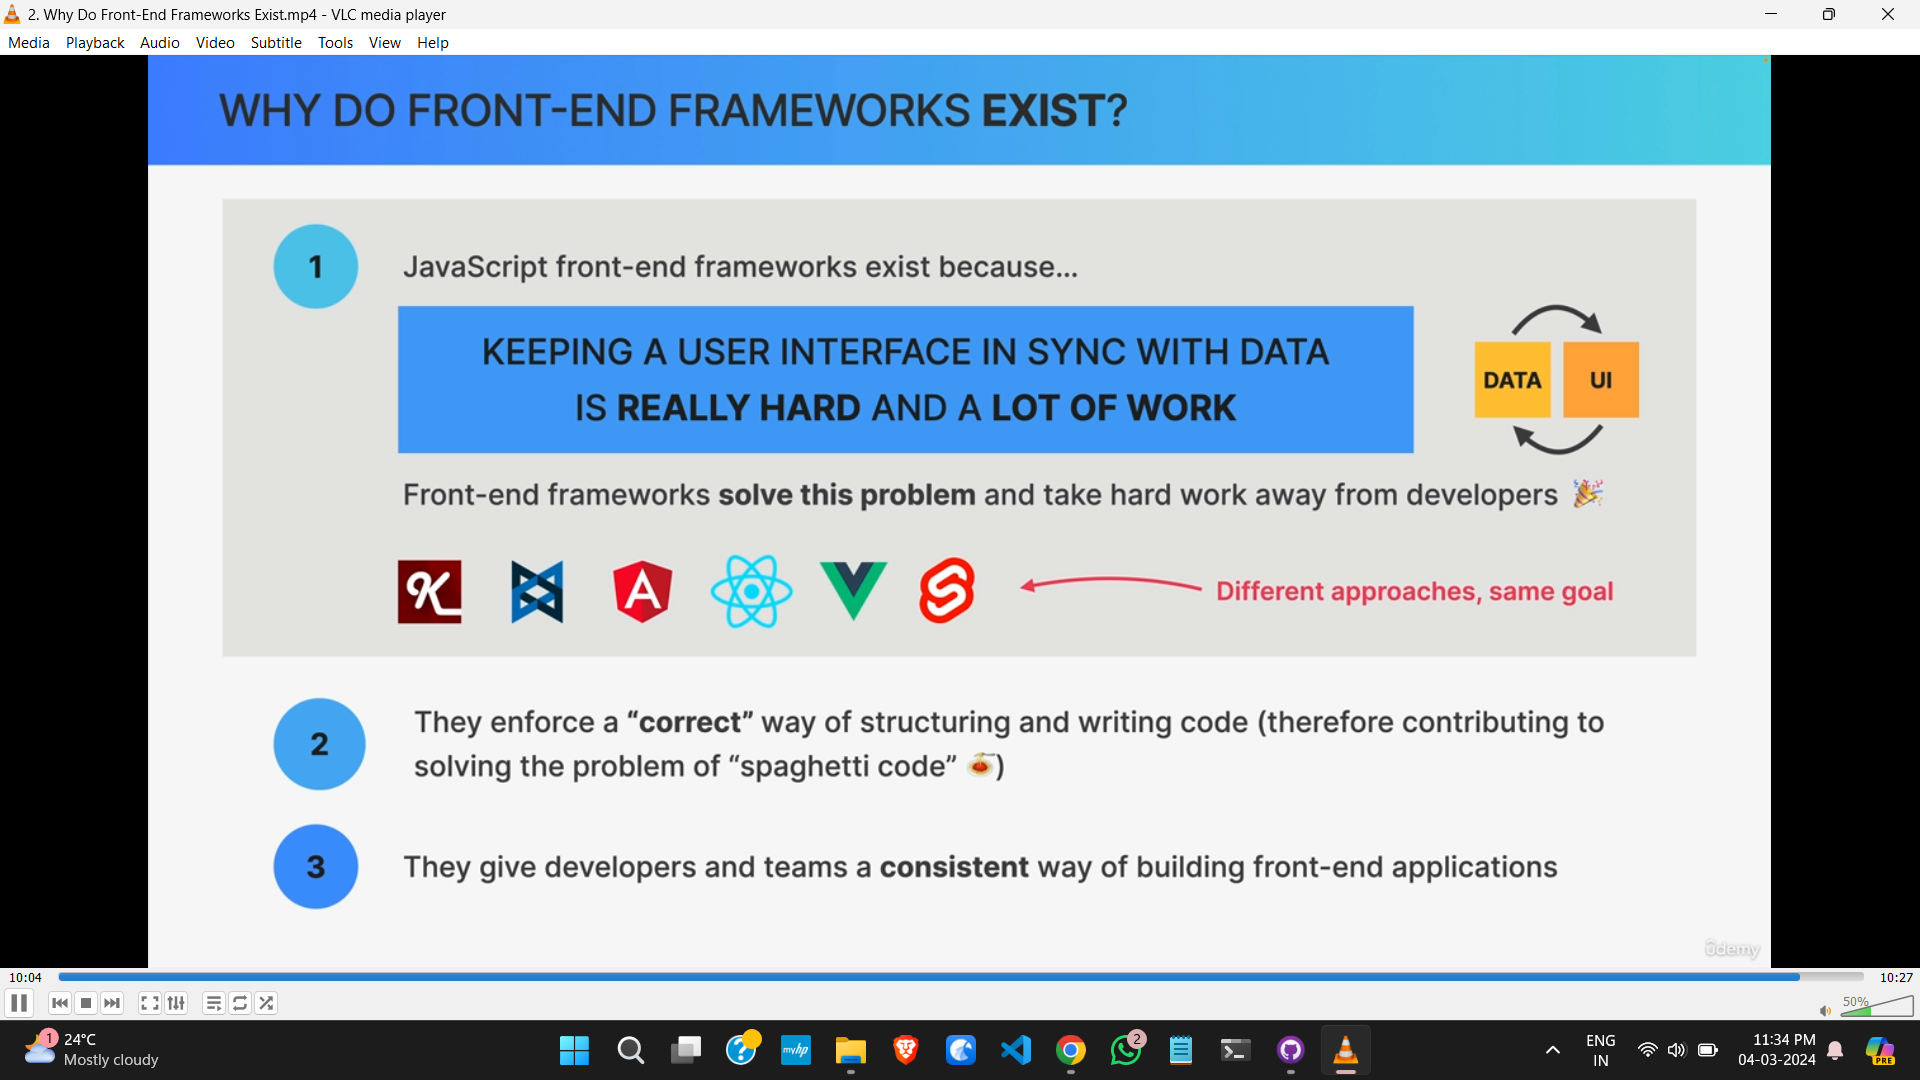 2. Why Do Front-End Frameworks Exist.mp4 - VLC media player
Media Playback Audio Video Subtitle Tools View Help
WHY DO FRONT-END FRAMEWORKS EXIST?
1
JavaScript front-end frameworks exist because...
KEEPING A USER INTERFACE IN SYNC WITH DATA
IS REALLY HARD AND A LOT OF WORK
DATA UI
Front-end frameworks solve this problem and take hard work away from developers
K
A
Different approaches, same goal
2
They enforce a “correct” way of structuring and writing code (therefore contributing to
solving the problem of “spaghetti code” )
3
They give developers and teams a consistent way of building front-end applications
ûdemy
10:04
10:27
50%
1
24°C
Mostly cloudy
?
myhp
2
ENG
IN
11:34 PM
04-03-2024
PRE